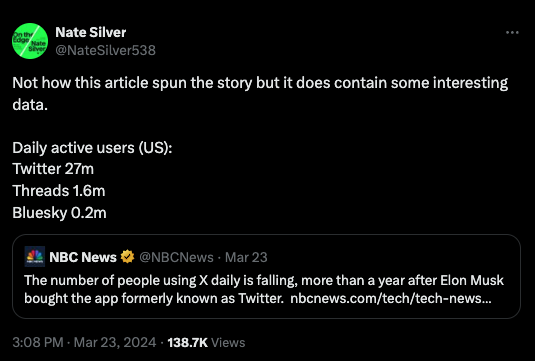 On the
Edge
Nate
Silver
Nate Silver
@NateSilver538
Not how this article spun the story but it does contain some interesting
data.
Daily active users (US):
Twitter 27m
Threads 1.6m
Bluesky 0.2m
NBC News @NBCNews · Mar 23
The number of people using X daily is falling, more than a year after Elon Musk
bought the app formerly known as Twitter. nbcnews.com/tech/tech-news...
3:08 PM · Mar 23, 2024 · 138.7K Views